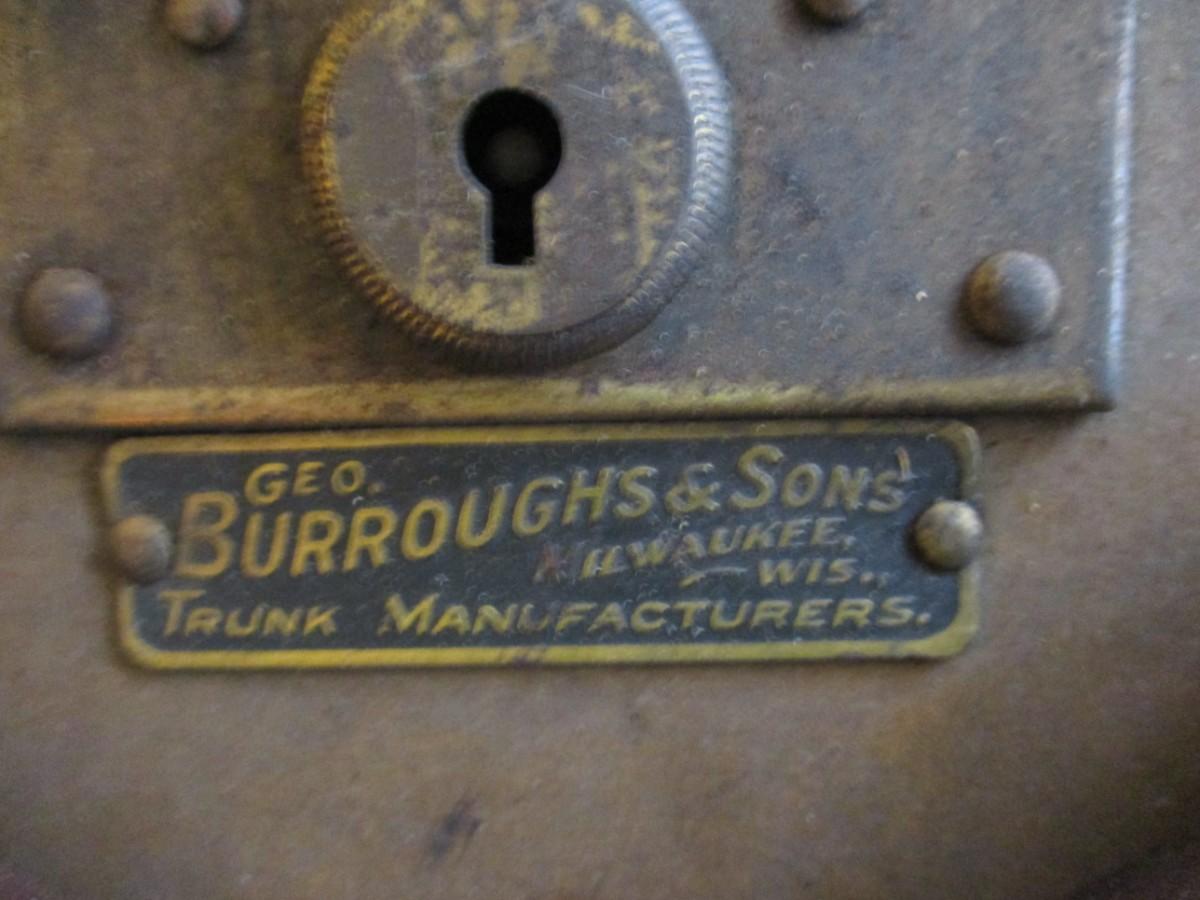 GEO.
BURROUGHS & SONS'
MILWAUKEE,
WIS.,
TRUNK MANUFACTURERS.